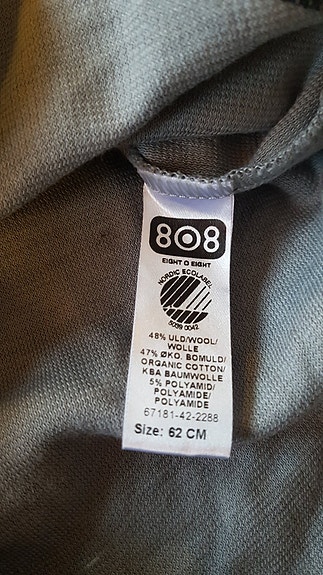 808
EIGHT O EIGHT
NORDIC ECOLABEL
5039 0042
48% ULD/WOOL/
WOLLE
47% ØKO. BOMULD/
ORGANIC COTTON/
KBA BAUMWOLLE
5% POLYAMID/
POLYAMIDE/
POLYAMIDE
67181-42-2288
Size: 62 CM